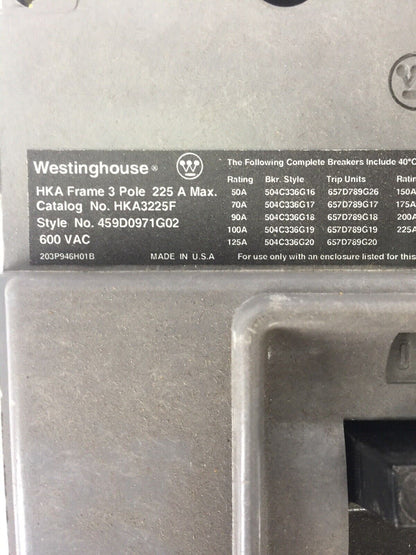 Westinghouse®
HKA Frame 3 Pole 225 A Max.
Catalog No. HKA3225F
Style No. 459D0971G02
600 VAC
203P946H01B MADE IN U.S.A
The Following Complete Breakers Include 40°C
Rating Bkr. Style Trip Units Rating
50A 504C336G16 657D789G26 150A
70A 504C336G17 657D789G17 175A
90A 504C336G18 657D789G18 200A
100A 504C336G19 657D789G19 225A
125A 504C336G20 657D789G20
For use only with an enclosure listed for this